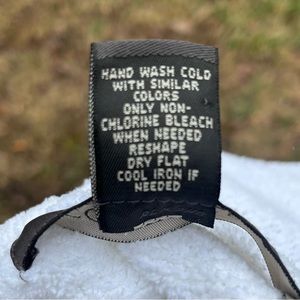 HAND WASH COLD
WITH SIMILAR
COLORS
ONLY NON-
CHLORINE BLEACH
WHEN NEEDED
RESHAPE
DRY FLAT
COOL IRON IF
NEEDED